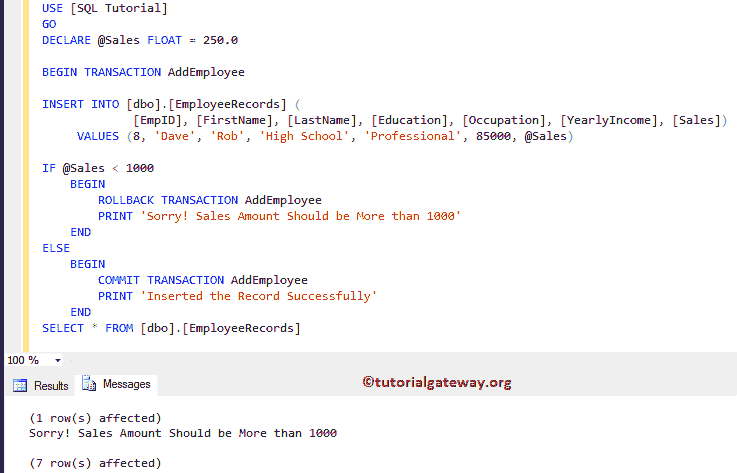 USE [SQL Tutorial]
GO
DECLARE @Sales FLOAT = 250.0
BEGIN TRANSACTION AddEmployee
INSERT INTO [dbo].[EmployeeRecords] (
[EmpID], [FirstName], [LastName], [Education], [Occupation], [YearlyIncome], [Sales])
VALUES (8, 'Dave', 'Rob', 'High School', 'Professional', 85000, @Sales)
IF @Sales < 1000
BEGIN
ROLLBACK TRANSACTION AddEmployee
PRINT 'Sorry! Sales Amount Should be More than 1000'
END
ELSE
BEGIN
COMMIT TRANSACTION AddEmployee
PRINT 'Inserted the Record Successfully'
END
SELECT * FROM [dbo].[EmployeeRecords]
100 %
Results Messages ©tutorialgateway.org
(1 row(s) affected)
Sorry! Sales Amount Should be More than 1000
(7 row(s) affected)